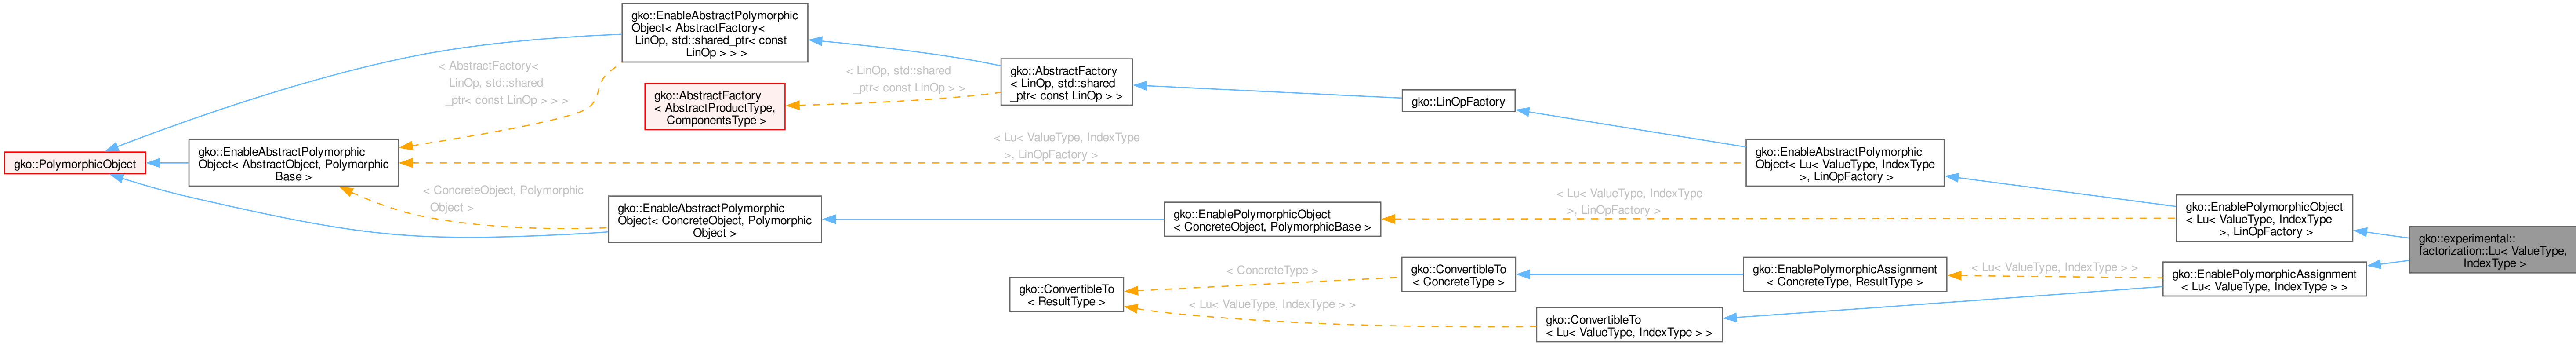 gko::PolymorphicObject
gko::EnableAbstractPolymorphic
Object< AbstractObject, Polymorphic
Base >
gko::EnableAbstractPolymorphic
Object< AbstractFactory<
LinOp, std::shared_ptr< const
LinOp > > >
< AbstractFactory<
LinOp, std::shared
_ptr< const LinOp > > >
gko::AbstractFactory
< AbstractProductType,
ComponentsType >
< LinOp, std::shared
_ptr< const LinOp > >
gko::AbstractFactory
< LinOp, std::shared
_ptr< const LinOp > >
gko::LinOpFactory
< Lu< ValueType, IndexType
>, LinOpFactory >
gko::EnableAbstractPolymorphic
Object< Lu< ValueType, IndexType
>, LinOpFactory >
< ConcreteObject, Polymorphic
Object >
gko::EnableAbstractPolymorphic
Object< ConcreteObject, Polymorphic
Object >
gko::EnablePolymorphicObject
< ConcreteObject, PolymorphicBase >
< Lu< ValueType, IndexType
>, LinOpFactory >
gko::EnablePolymorphicObject
< Lu< ValueType, IndexType
>, LinOpFactory >
gko::experimental::
factorization::Lu< ValueType,
IndexType >
gko::ConvertibleTo
< ResultType >
< ConcreteType >
gko::ConvertibleTo
< ConcreteType >
gko::EnablePolymorphicAssignment
< ConcreteType, ResultType >
< Lu< ValueType, IndexType > >
gko::EnablePolymorphicAssignment
< Lu< ValueType, IndexType > >
< Lu< ValueType, IndexType > >
gko::ConvertibleTo
< Lu< ValueType, IndexType > >